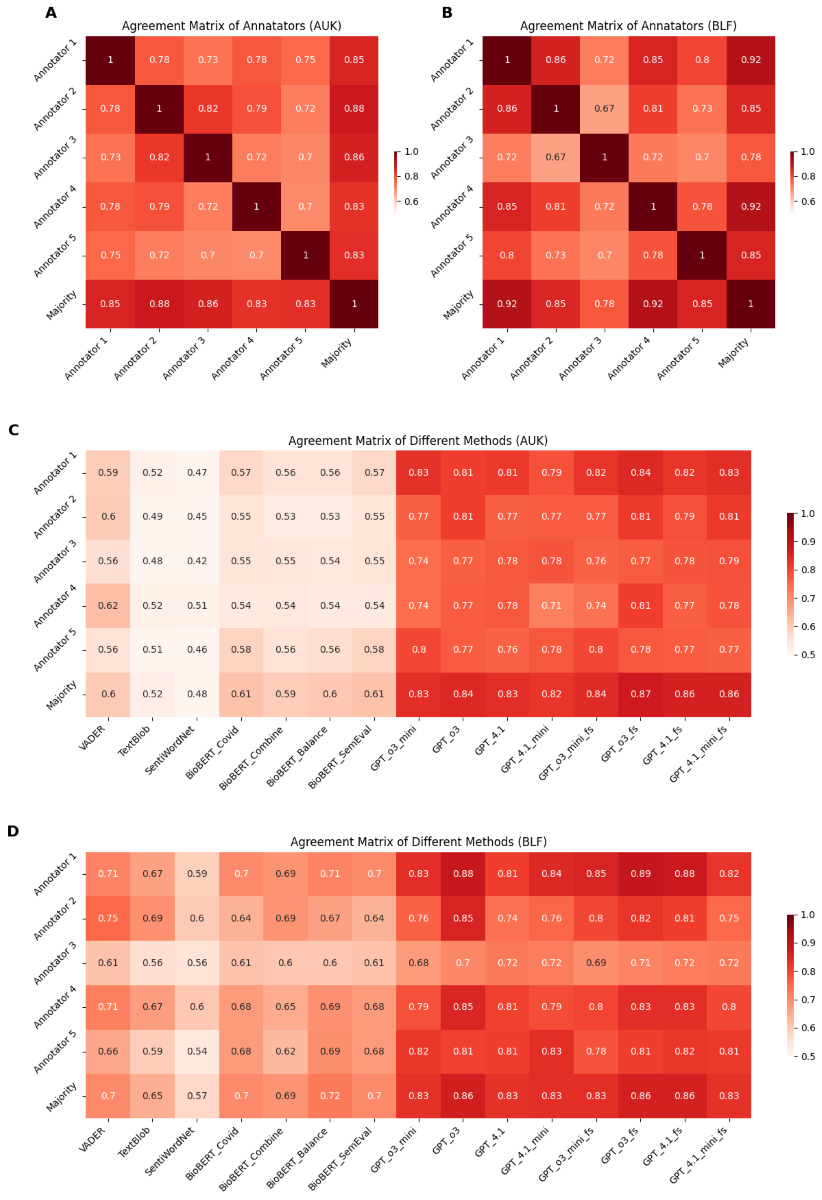 A
B
Agreement Matrix of Annatators (AUK)
Agreement Matrix of Annatators (BLF)
Annotator 1
1 0.78 0.73 0.78 0.75 0.85
Annotator 2
0.78 1 0.82 0.79 0.72 0.88
Annotator 3
0.73 0.82 1 0.72 0.7 0.86
Annotator 4
0.78 0.79 0.72 1 0.7 0.83
Annotator 5
0.75 0.72 0.7 0.7 1 0.83
Majority
0.85 0.88 0.86 0.83 0.83 1
Annotator 1 Annotator 2 Annotator 3 Annotator 4 Annotator 5 Majority
1.0
0.8
0.6
Annotator 1
1 0.86 0.72 0.85 0.8 0.92
Annotator 2
0.86 1 0.67 0.81 0.73 0.85
Annotator 3
0.72 0.67 1 0.72 0.7 0.78
Annotator 4
0.85 0.81 0.72 1 0.78 0.92
Annotator 5
0.8 0.73 0.7 0.78 1 0.85
Majority
0.92 0.85 0.78 0.92 0.85 1
Annotator 1 Annotator 2 Annotator 3 Annotator 4 Annotator 5 Majority
1.0
0.8
0.6
C
Agreement Matrix of Different Methods (AUK)
Annotator 1
0.59 0.52 0.47 0.57 0.56 0.56 0.57 0.83 0.81 0.81 0.79 0.82 0.84 0.82 0.83
Annotator 2
0.6 0.49 0.45 0.55 0.53 0.53 0.55 0.77 0.81 0.77 0.77 0.77 0.81 0.79 0.81
Annotator 3
0.56 0.48 0.42 0.55 0.55 0.54 0.55 0.74 0.77 0.78 0.78 0.76 0.77 0.78 0.79
Annotator 4
0.62 0.52 0.51 0.54 0.54 0.54 0.54 0.74 0.77 0.78 0.71 0.74 0.81 0.77 0.78
Annotator 5
0.56 0.51 0.46 0.58 0.56 0.56 0.58 0.8 0.77 0.76 0.78 0.8 0.78 0.77 0.77
Majority
0.6 0.52 0.48 0.61 0.59 0.6 0.61 0.83 0.84 0.83 0.82 0.84 0.87 0.86 0.86
VADER TextBlob SentiWordNet BioBERT_Covid BioBERT_Combine BioBERT_Balance BioBERT_SemEval GPT_o3_mini GPT_o3 GPT_4.1 GPT_4.1_mini GPT_o3_mini_fs GPT_o3_fs GPT_4.1_fs GPT_4.1_mini_fs
1.0
0.9
0.8
0.7
0.6
0.5
D
Agreement Matrix of Different Methods (BLF)
Annotator 1
0.71 0.67 0.59 0.7 0.69 0.71 0.7 0.83 0.88 0.81 0.84 0.85 0.89 0.88 0.82
Annotator 2
0.75 0.69 0.6 0.64 0.69 0.67 0.64 0.76 0.85 0.74 0.76 0.8 0.82 0.81 0.75
Annotator 3
0.61 0.56 0.56 0.61 0.6 0.6 0.61 0.68 0.7 0.72 0.72 0.69 0.71 0.72 0.72
Annotator 4
0.71 0.67 0.6 0.68 0.65 0.69 0.68 0.79 0.85 0.81 0.79 0.8 0.83 0.83 0.8
Annotator 5
0.66 0.59 0.54 0.68 0.62 0.69 0.68 0.82 0.81 0.81 0.83 0.78 0.81 0.82 0.81
Majority
0.7 0.65 0.57 0.7 0.69 0.72 0.7 0.83 0.86 0.83 0.83 0.83 0.86 0.86 0.83
VADER TextBlob SentiWordNet BioBERT_Covid BioBERT_Combine BioBERT_Balance BioBERT_SemEval GPT_o3_mini GPT_o3 GPT_4.1 GPT_4.1_mini GPT_o3_mini_fs GPT_o3_fs GPT_4.1_fs GPT_4.1_mini_fs
1.0
0.9
0.8
0.7
0.6
0.5